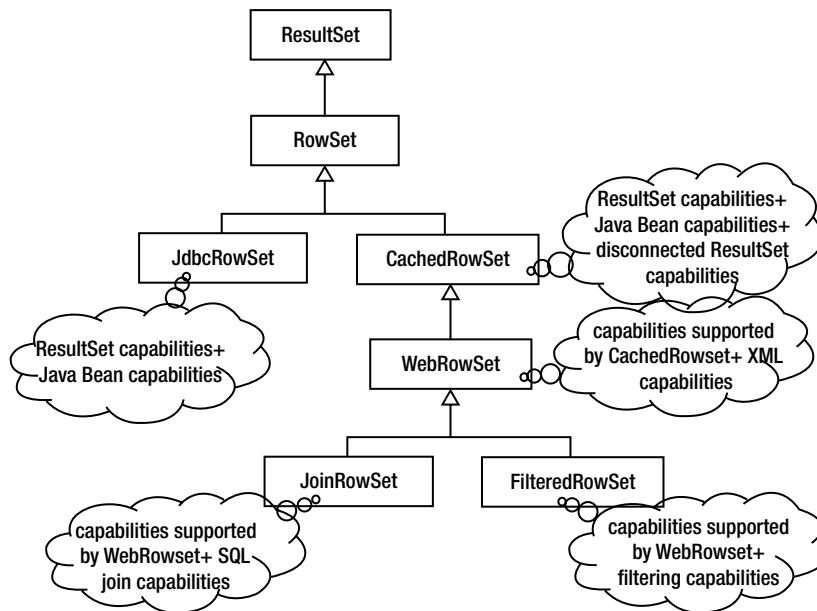 ResultSet
RowSet
JdbcRowSet
CachedRowSet
ResultSet capabilities+
Java Bean capabilities+
disconnected ResultSet
capabilities
ResultSet capabilities+
Java Bean capabilities
WebRowSet
capabilities supported
by CachedRowset+ XML
capabilities
JoinRowSet
FilteredRowSet
capabilities supported
by WebRowset+ SQL
join capabilities
capabilities supported
by WebRowset+
filtering capabilities